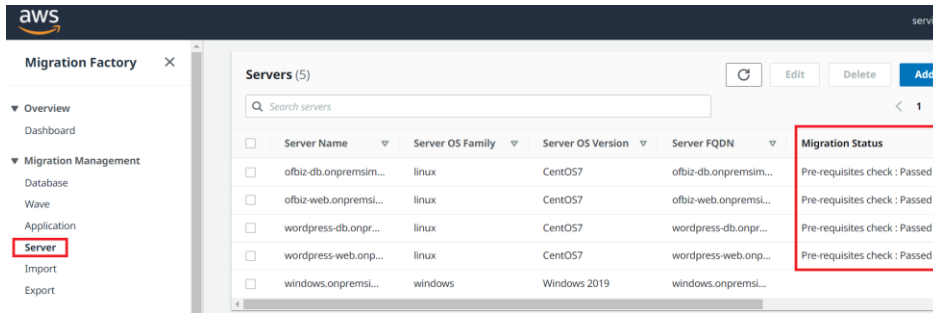 aws
servi
Migration Factory
Servers (5)
Edit Delete Add
Search servers
1
Overview
Dashboard
Server Name Server OS Family Server OS Version Server FQDN Migration Status
Migration Management
Database
Wave
Application
Server
Import
Export
ofbiz-db.onpremsim... linux CentOS7 ofbiz-db.onpremsim... Pre-requisites check : Passed
ofbiz-web.onpremsi... linux CentOS7 ofbiz-web.onpremsi... Pre-requisites check : Passed
wordpress-db.onpr... linux CentOS7 wordpress-db.onpr... Pre-requisites check : Passed
wordpress-web.onp... linux CentOS7 wordpress-web.onp... Pre-requisites check : Passed
windows.onpremsi... windows Windows 2019 windows.onpremsi...